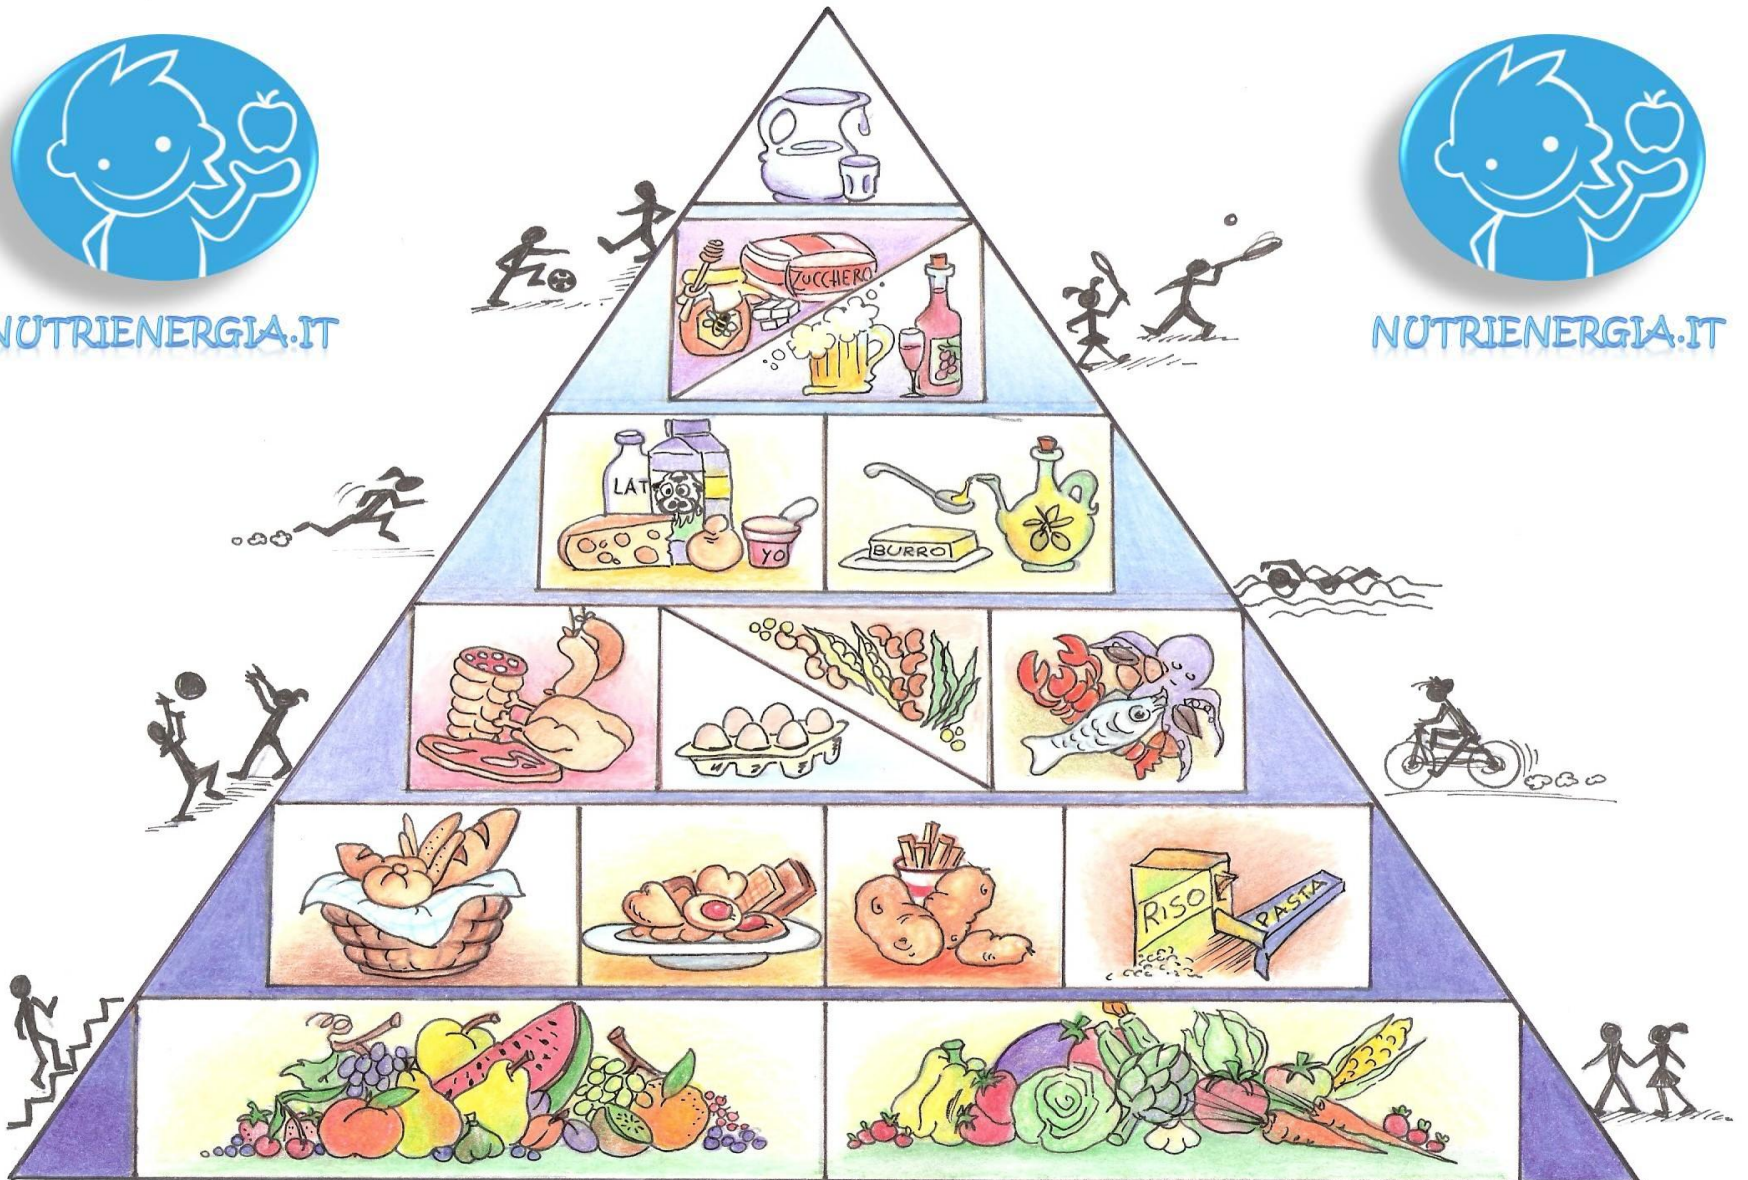 NUTRIENERGIA.IT
NUTRIENERGIA.IT
ZUCCHERO
LAT
YO
BURRO
RISO
PASTA